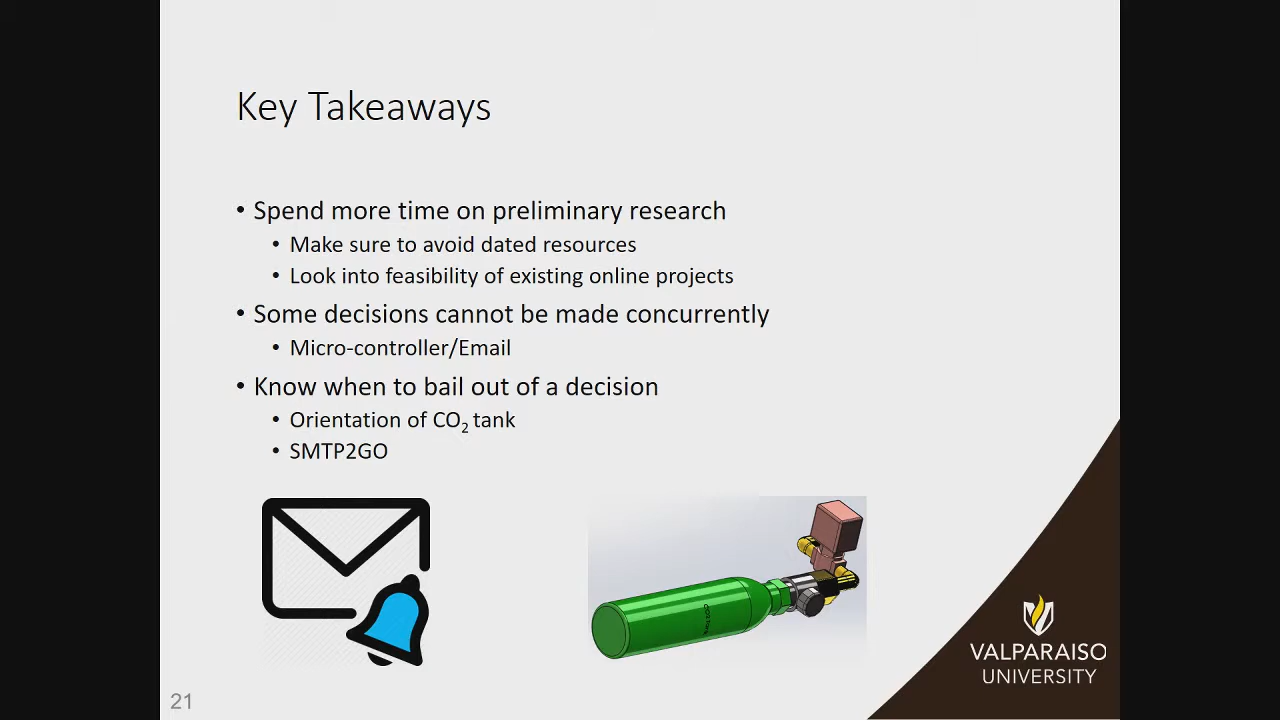 Key Takeaways
• Spend more time on preliminary research
• Make sure to avoid dated resources
• Look into feasibility of existing online projects
• Some decisions cannot be made concurrently
• Micro-controller/Email
• Know when to bail out of a decision
• Orientation of CO₂ tank
• SMTP2GO
VALPARAISO
UNIVERSITY
21